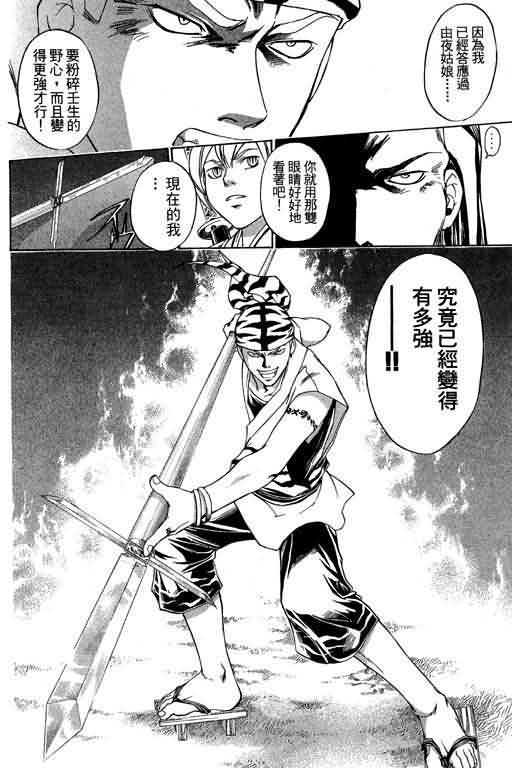 因為我
已經答應過
由夜姑娘……
要粉碎壬生的
野心，而且變
得更強才行！
……
你就用那雙
眼睛好好地
看著吧！
現在的我
究竟已經變得
有多強
——!!